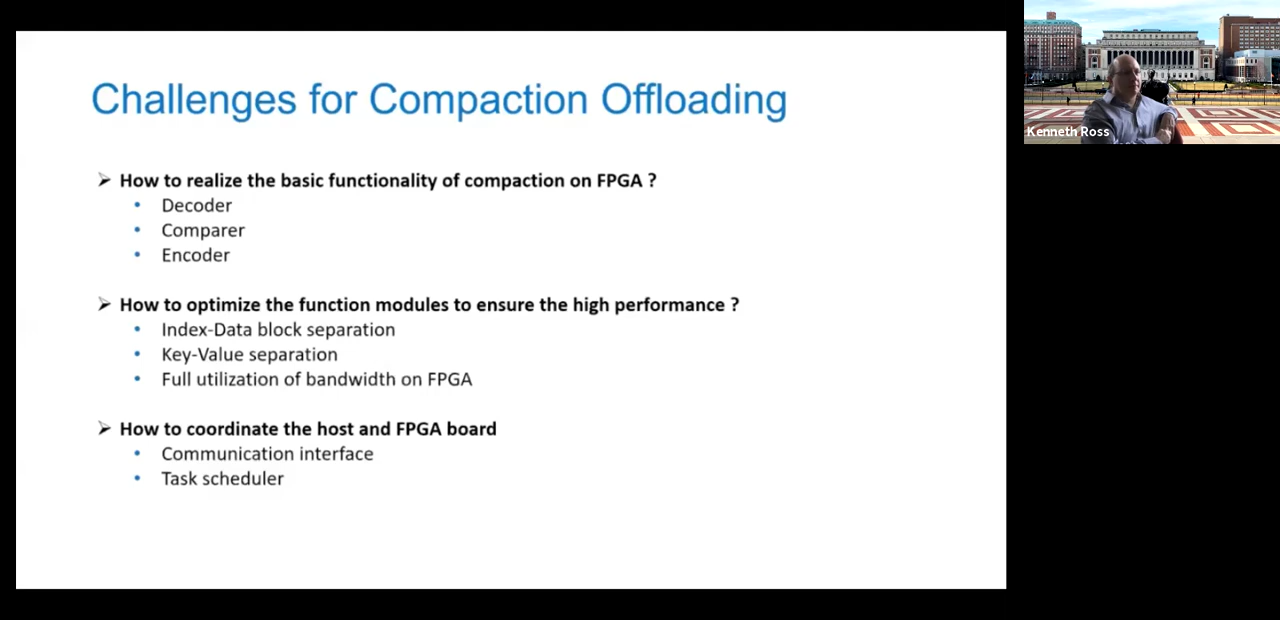 Challenges for Compaction Offloading
➢ How to realize the basic functionality of compaction on FPGA ?
• Decoder
• Comparer
• Encoder
➢ How to optimize the function modules to ensure the high performance ?
• Index-Data block separation
• Key-Value separation
• Full utilization of bandwidth on FPGA
➢ How to coordinate the host and FPGA board
• Communication interface
• Task scheduler
Kenneth Ross